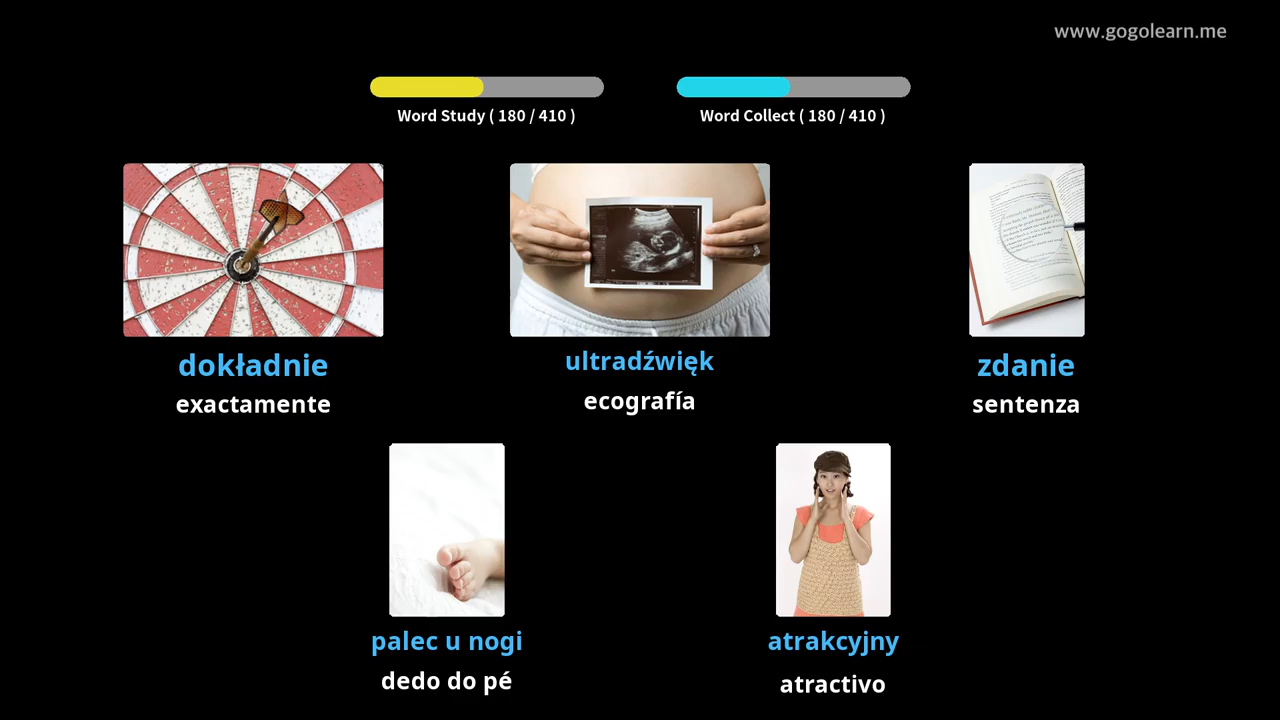 www.gogolearn.me
Word Study ( 180 / 410 )
Word Collect ( 180 / 410 )
dokładnie
exactamente
ultradźwięk
ecografía
zdanie
sentenza
palec u nogi
dedo do pé
atrakcyjny
atractivo